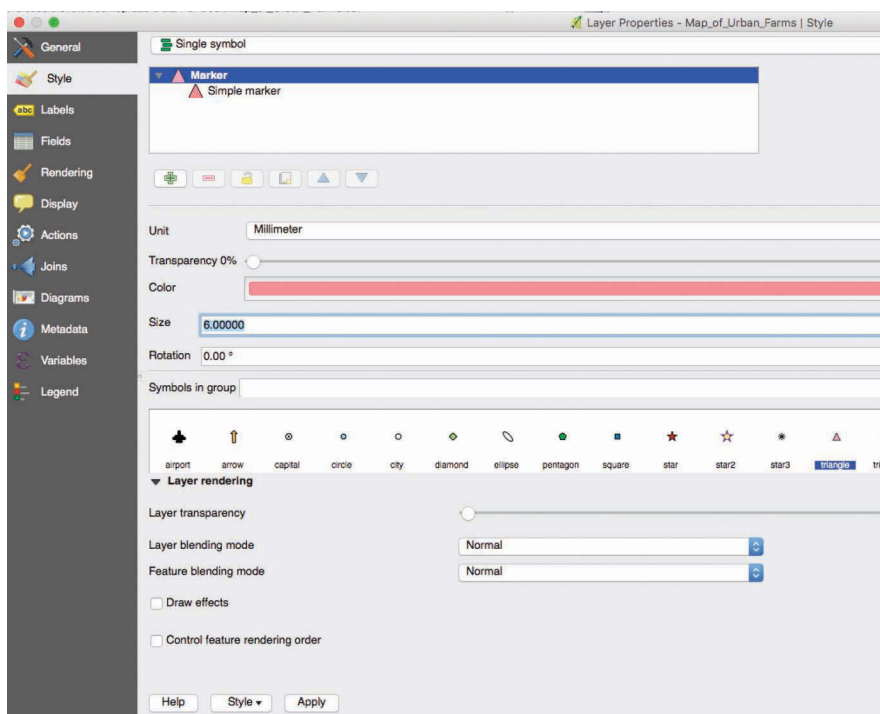 Layer Properties - Map_of_Urban_Farms | Style
General
Style
Labels
Fields
Rendering
Display
Actions
Joins
Diagrams
Metadata
Variables
Legend
Single symbol
Marker
Simple marker
Unit Millimeter
Transparency 0%
Color
Size 6.00000
Rotation 0.00 °
Symbols in group
airport arrow capital circle city diamond ellipse pentagon square star star2 star3 triangle
Layer rendering
Layer transparency
Layer blending mode Normal
Feature blending mode Normal
Draw effects
Control feature rendering order
Help Style Apply